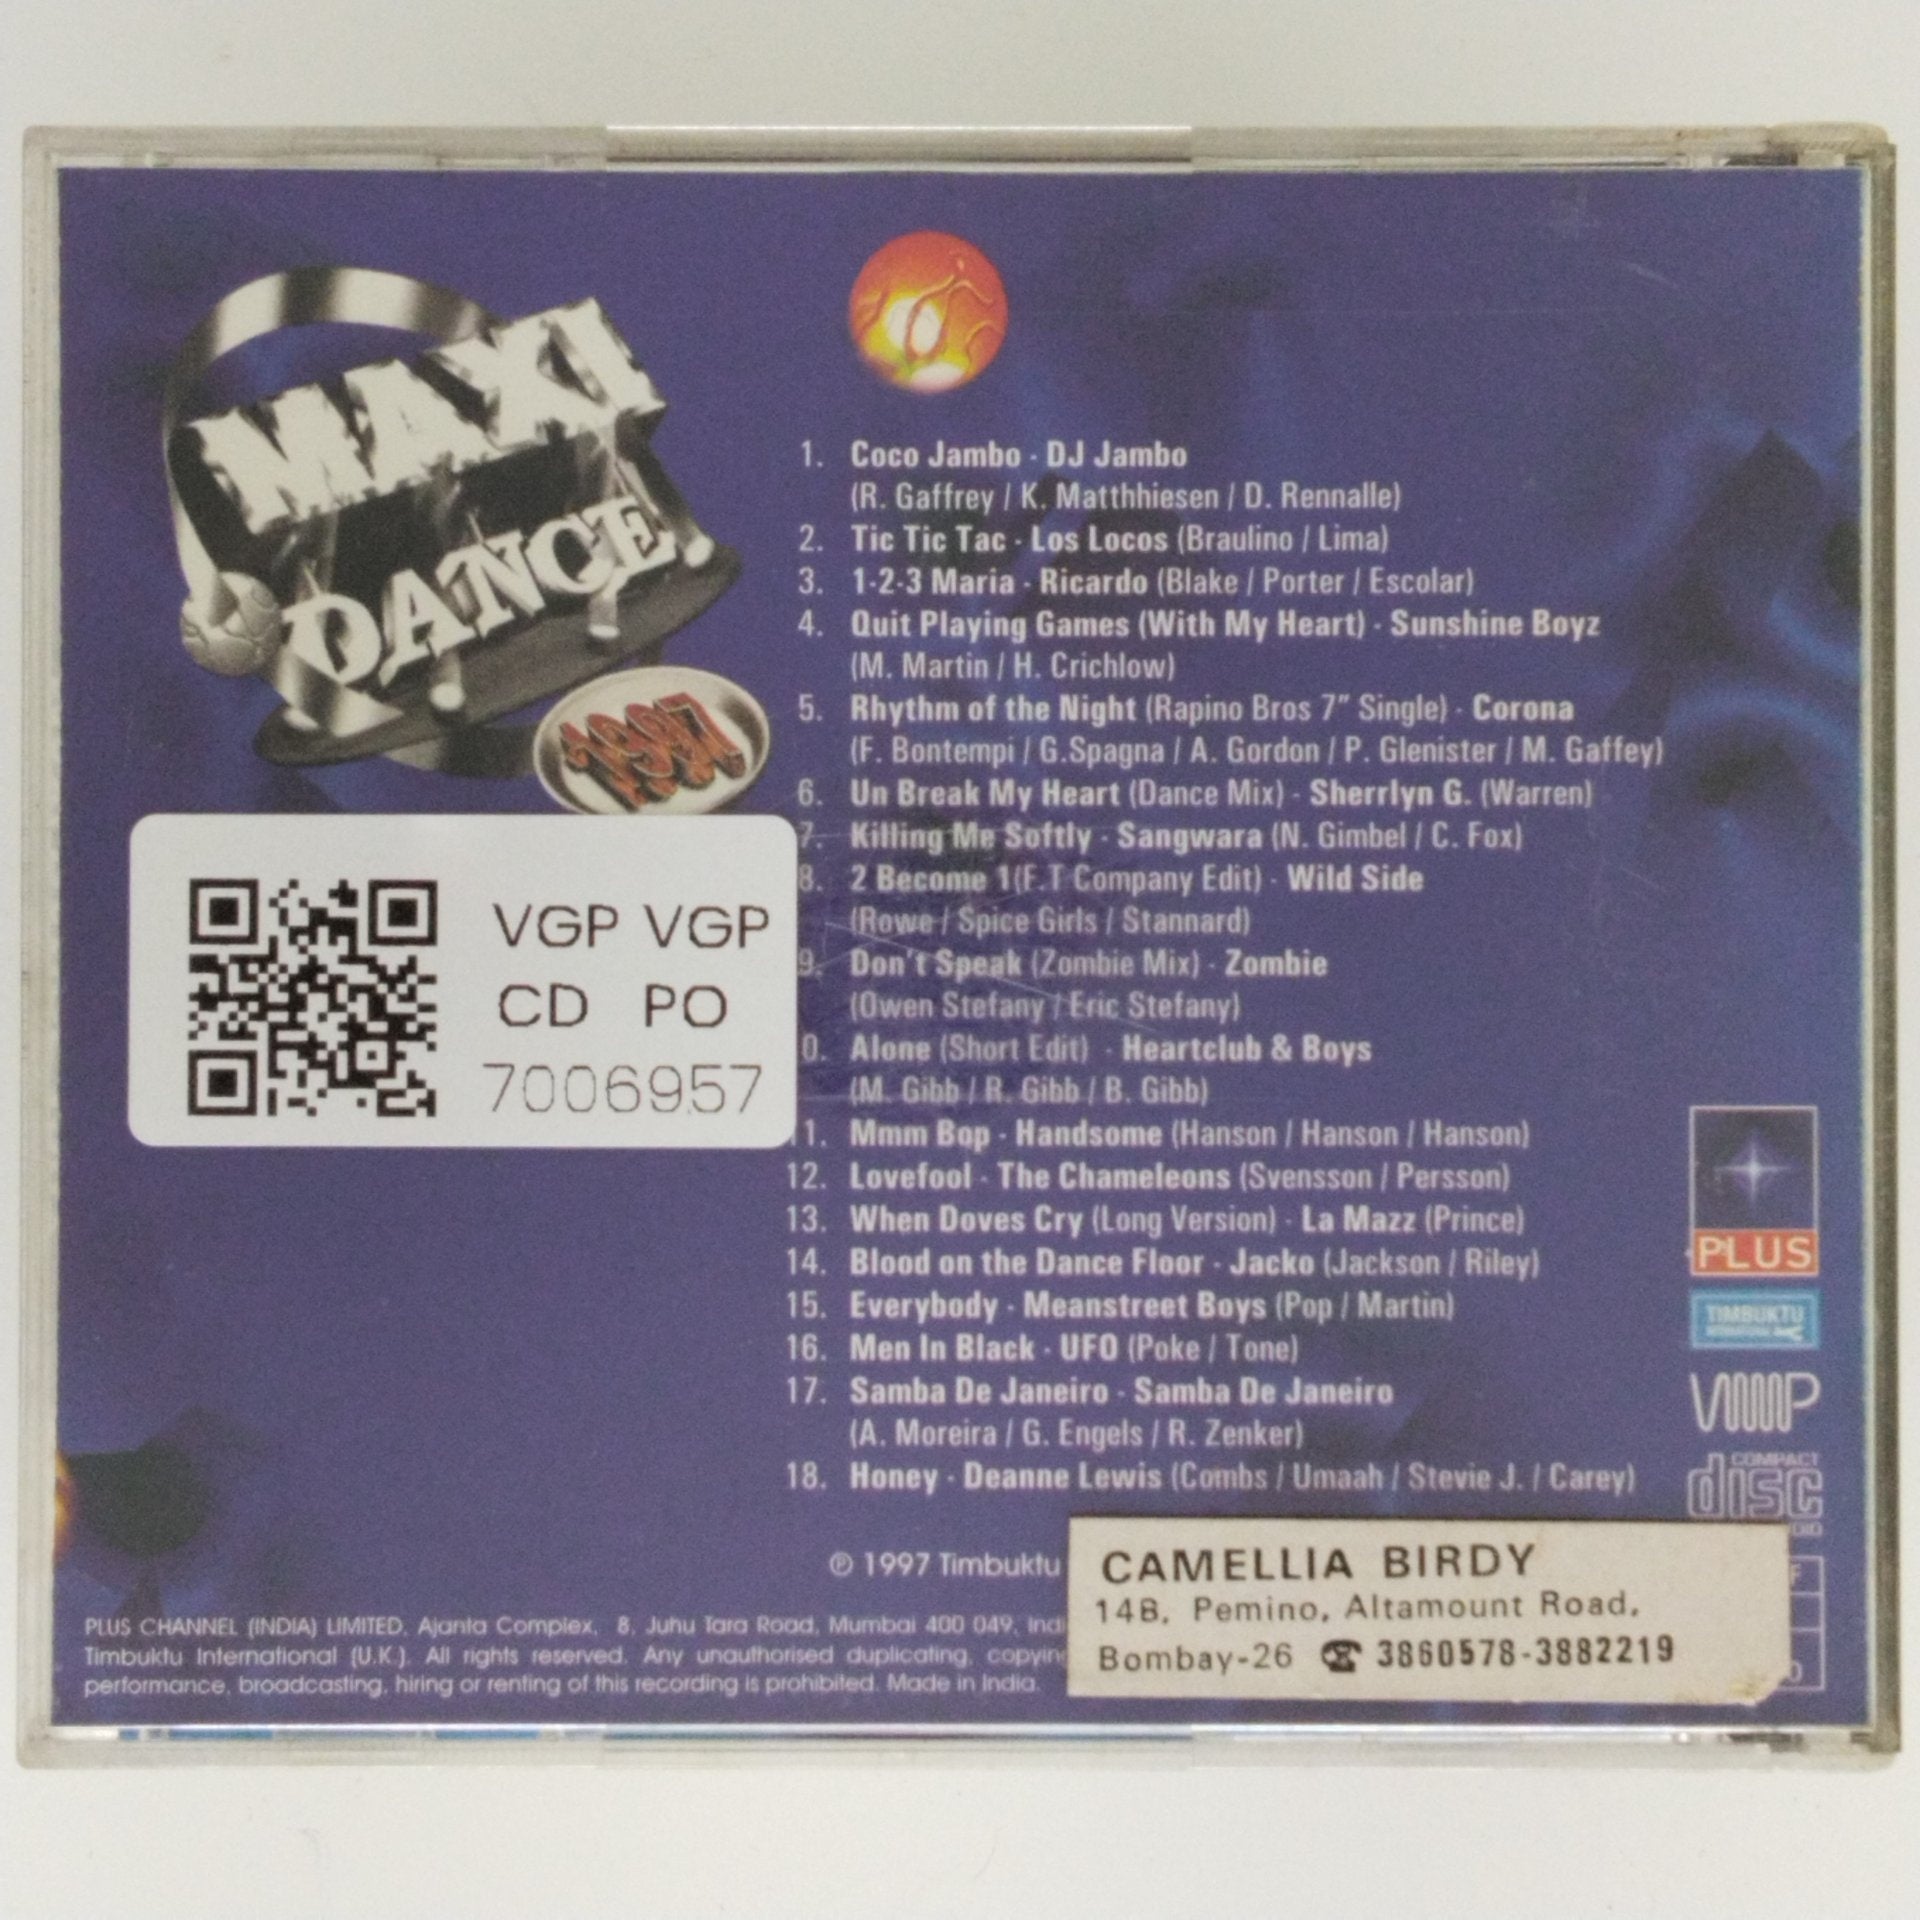 MAXI
DANCE
1997
VGP VGP
CD PO
7006957
1. Coco Jambo - DJ Jambo
(R. Gaffrey / K. Matthhiesen / D. Rennalle)
2. Tic Tic Tac - Los Locos (Braulino / Lima)
3. 1-2-3 Maria - Ricardo (Blake / Porter / Escolar)
4. Quit Playing Games (With My Heart) - Sunshine Boyz
(M. Martin / H. Crichlow)
5. Rhythm of the Night (Rapino Bros 7" Single) - Corona
(F. Bontempi / G.Spagna / A. Gordon / P. Glenister / M. Gaffey)
6. Un Break My Heart (Dance Mix) - Sherrlyn G. (Warren)
7. Killing Me Softly - Sangwara (N. Gimbel / C. Fox)
8. 2 Become 1(F.T Company Edit) - Wild Side
(Rowe / Spice Girls / Stannard)
9. Don't Speak (Zombie Mix) - Zombie
(Owen Stefany / Eric Stefany)
0. Alone (Short Edit) - Heartclub & Boys
(M. Gibb / R. Gibb / B. Gibb)
11. Mmm Bop - Handsome (Hanson / Hanson / Hanson)
12. Lovefool - The Chameleons (Svensson / Persson)
13. When Doves Cry (Long Version) - La Mazz (Prince)
14. Blood on the Dance Floor - Jacko (Jackson / Riley)
15. Everybody - Meanstreet Boys (Pop / Martin)
16. Men In Black - UFO (Poke / Tone)
17. Samba De Janeiro - Samba De Janeiro
(A. Moreira / G. Engels / R. Zenker)
18. Honey - Deanne Lewis (Combs / Umaah / Stevie J. / Carey)
PLUS
TIMBUKTU
INTERNATIONAL
VMP
COMPACT
disc
℗ 1997 Timbuktu
PLUS CHANNEL (INDIA) LIMITED, Ajanta Complex, 8, Juhu Tara Road, Mumbai 400 049,
Timbuktu International (U.K.). All rights reserved. Any unauthorised duplicating,
performance, broadcasting, hiring or renting of this recording is prohibited. Made in India.
CAMELLIA BIRDY
14B, Pemino, Altamount Road,
Bombay-26 ☎ 3860578-3882219